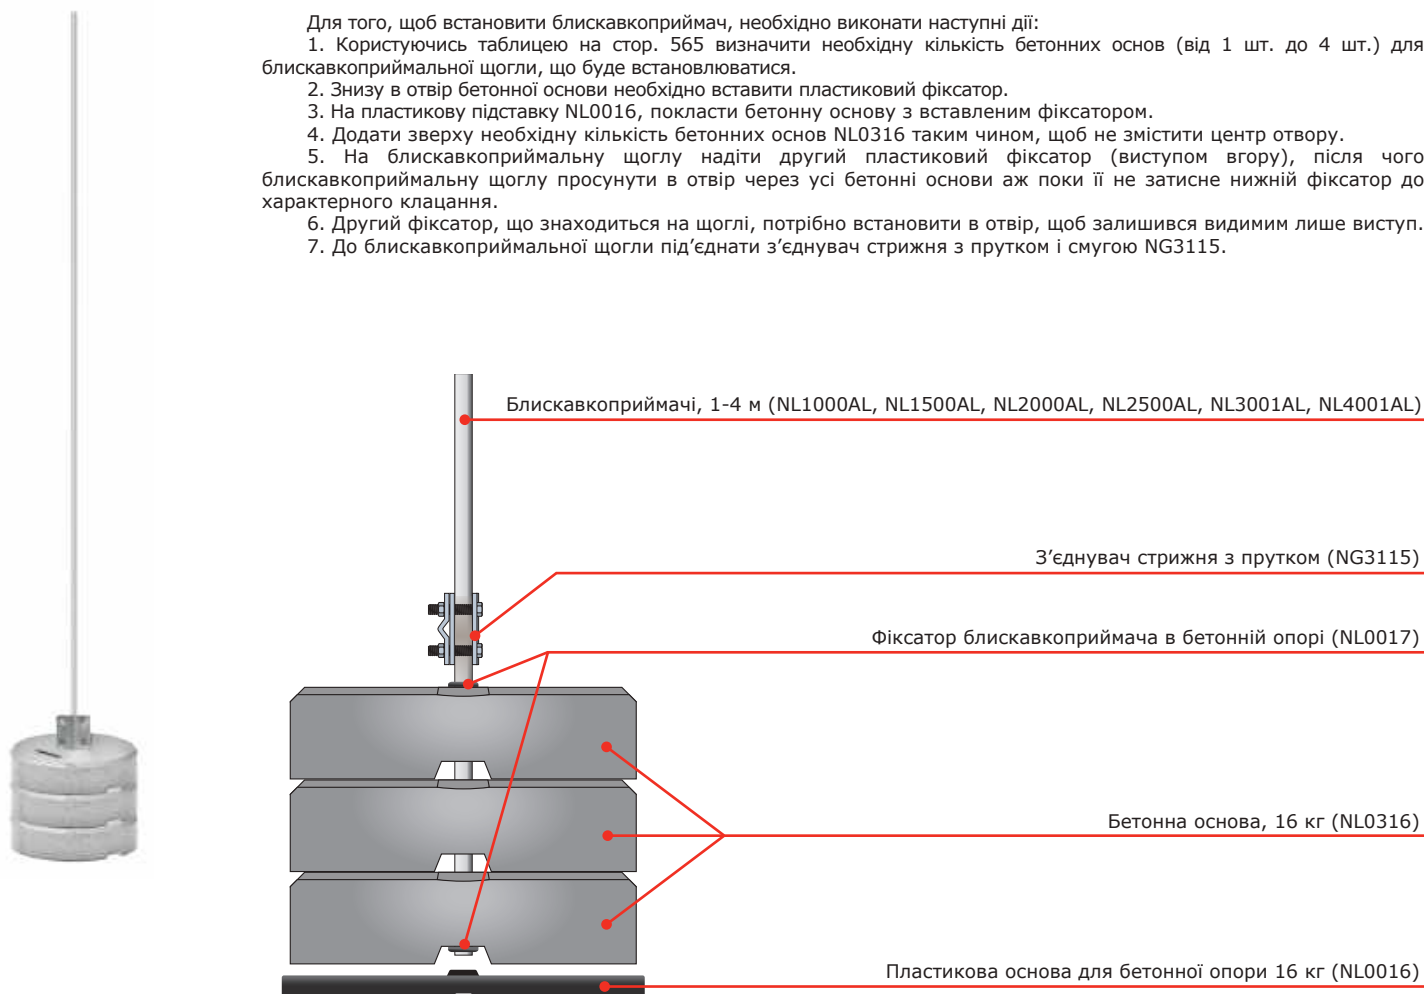 Для того, щоб встановити блискавкоприймач, необхідно виконати наступні дії:
1. Користуючись таблицею на стор. 565 визначити необхідну кількість бетонних основ (від 1 шт. до 4 шт.) для
блискавкоприймальної щогли, що буде встановлюватися.
2. Знизу в отвір бетонної основи необхідно вставити пластиковий фіксатор.
3. На пластикову підставку NL0016, покласти бетонну основу з вставленим фіксатором.
4. Додати зверху необхідну кількість бетонних основ NL0316 таким чином, щоб не змістити центр отвору.
5. На блискавкоприймальну щоглу надіти другий пластиковий фіксатор (виступом вгору), після чого
блискавкоприймальну щоглу просунути в отвір через усі бетонні основи аж поки її не затисне нижній фіксатор до
характерного клацання.
6. Другий фіксатор, що знаходиться на щоглі, потрібно встановити в отвір, щоб залишився видимим лише виступ.
7. До блискавкоприймальної щогли під’єднати з’єднувач стрижня з прутком і смугою NG3115.
Блискавкоприймачі, 1-4 м (NL1000AL, NL1500AL, NL2000AL, NL2500AL, NL3001AL, NL4001AL)
З’єднувач стрижня з прутком (NG3115)
Фіксатор блискавкоприймача в бетонній опорі (NL0017)
Бетонна основа, 16 кг (NL0316)
Пластикова основа для бетонної опори 16 кг (NL0016)